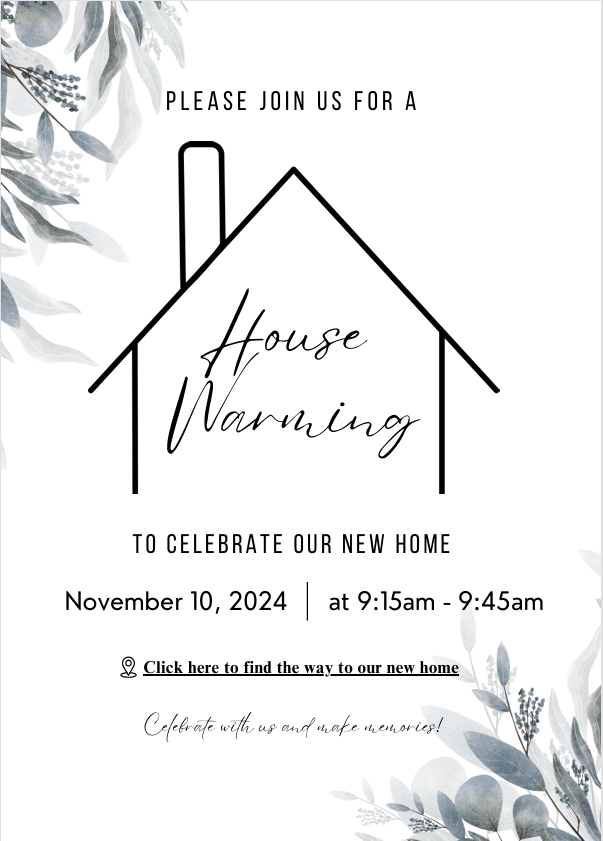 PLEASE JOIN US FOR A
House
Warming
TO CELEBRATE OUR NEW HOME
November 10, 2024 | at 9:15am - 9:45am
Click here to find the way to our new home
Celebrate with us and make memories!